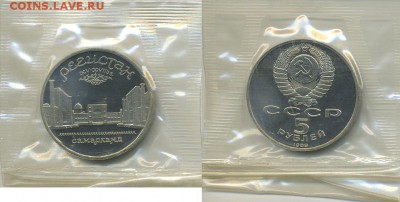 COINS.LAVE.RU
РЕГИСТАН
САМАРКАНД
СССР
5
РУБЛЕЙ
1989